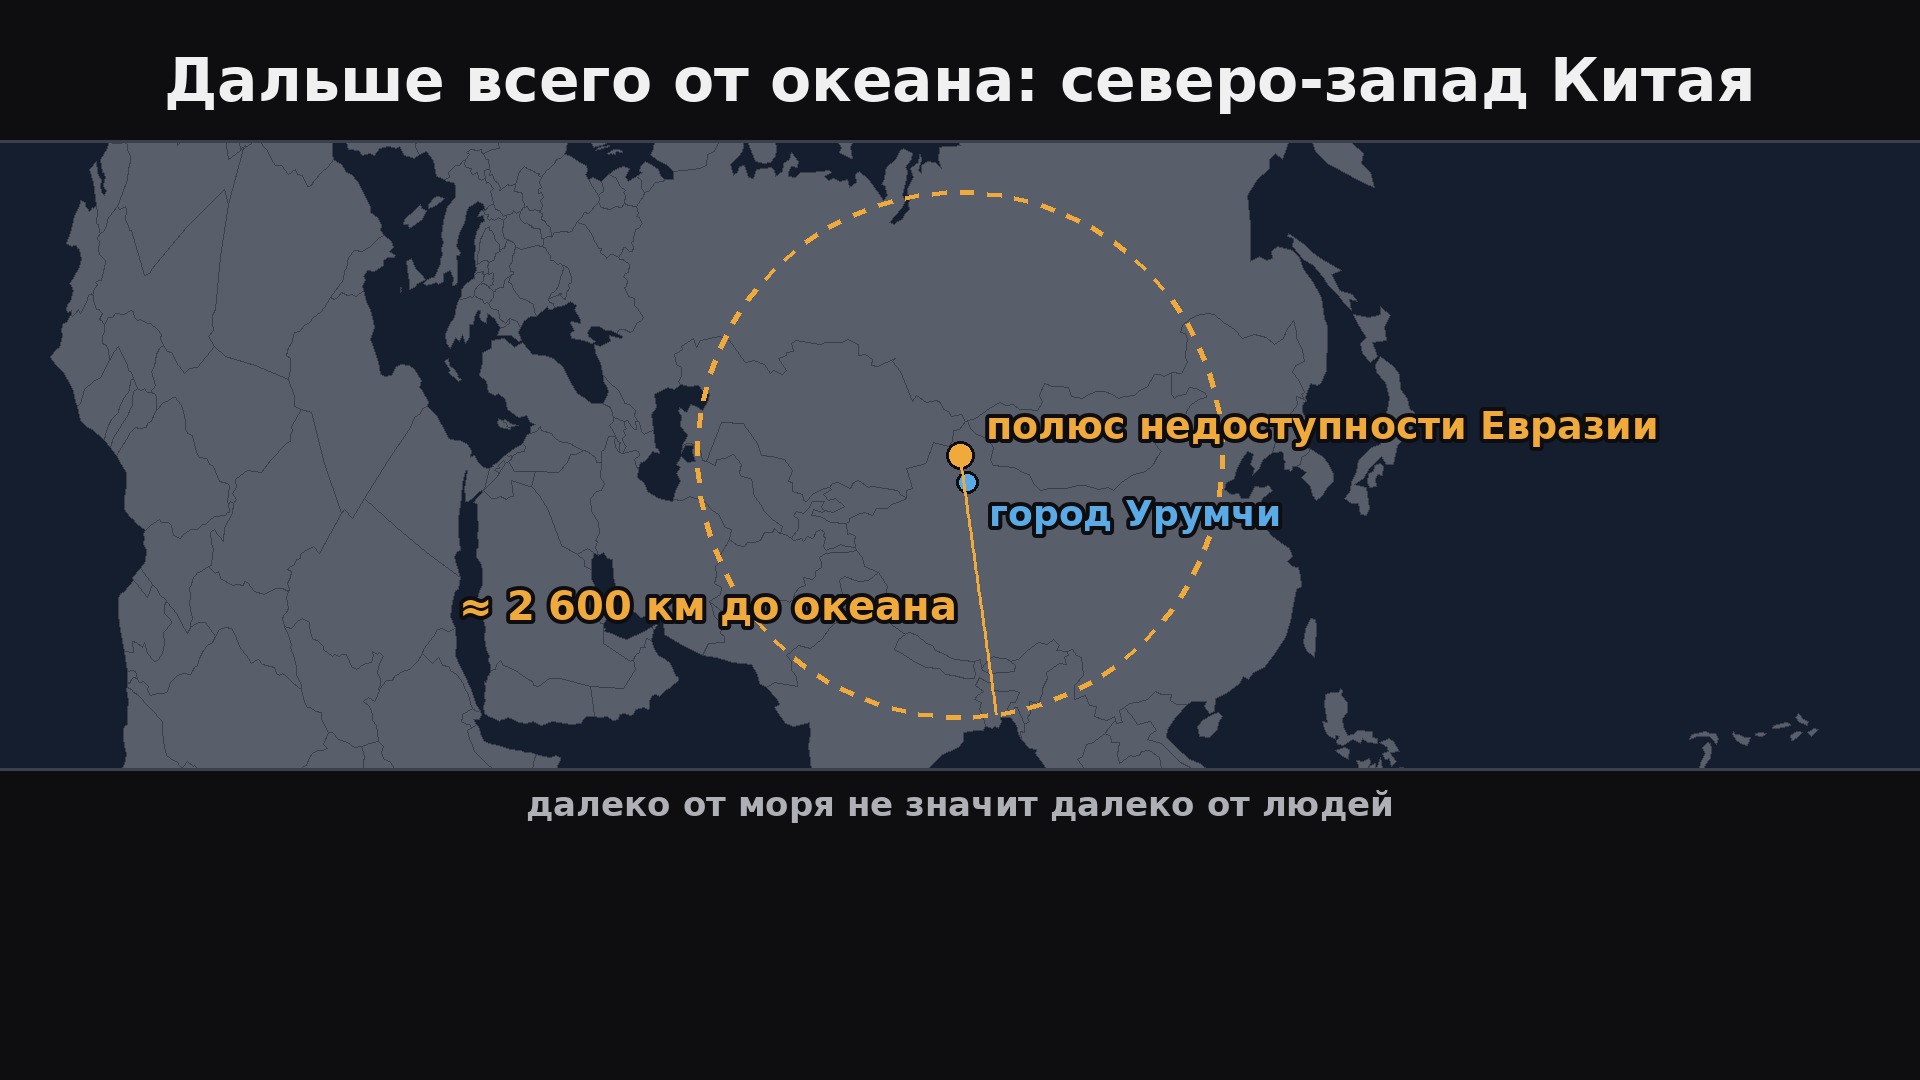 Дальше всего от океана: северо-запад Китая
полюс недоступности Евразии
город Урумчи
≈ 2 600 км до океана
далеко от моря не значит далеко от людей